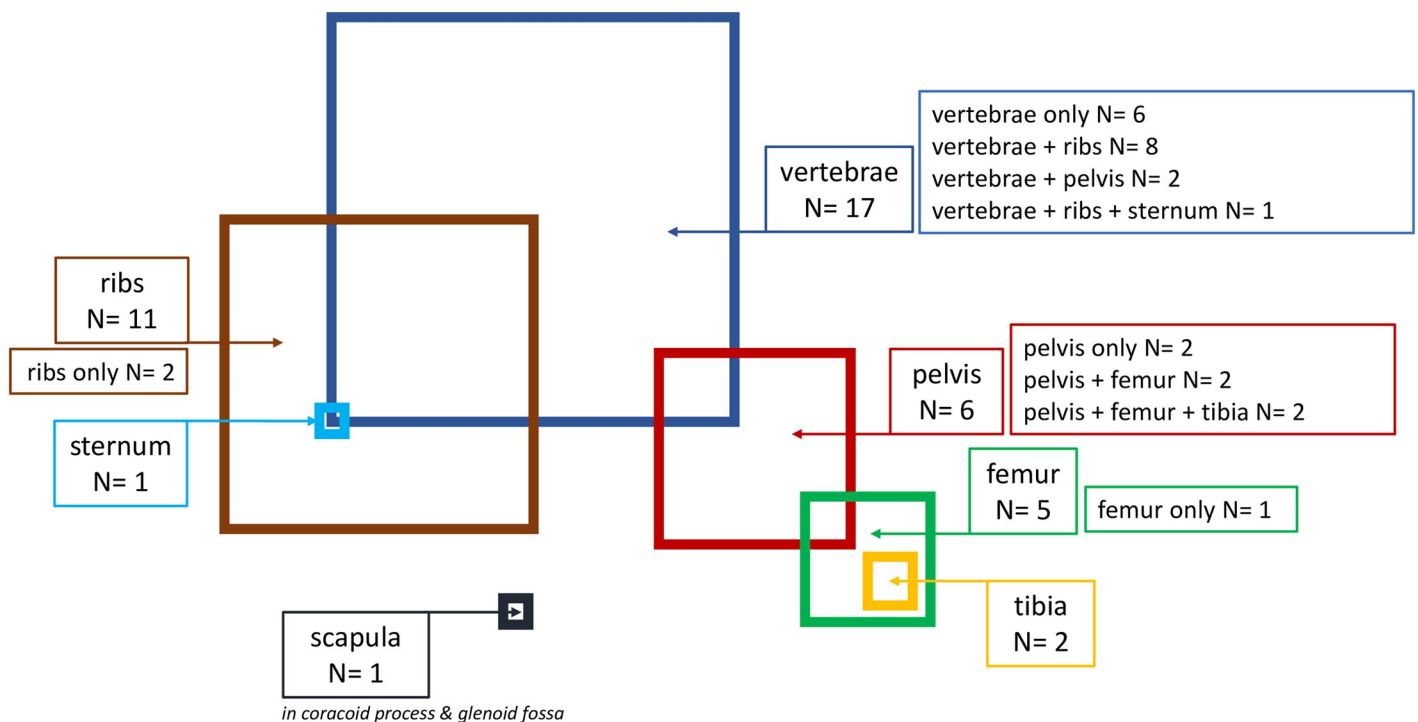 vertebrae only N= 6
vertebrae + ribs N= 8
vertebrae + pelvis N= 2
vertebrae + ribs + sternum N= 1
vertebrae
N= 17
ribs
N= 11
ribs only N= 2
pelvis only N= 2
pelvis + femur N= 2
pelvis + femur + tibia N= 2
pelvis
N= 6
sternum
N= 1
femur
N= 5
femur only N= 1
tibia
N= 2
scapula
N= 1
in coracoid process & glenoid fossa